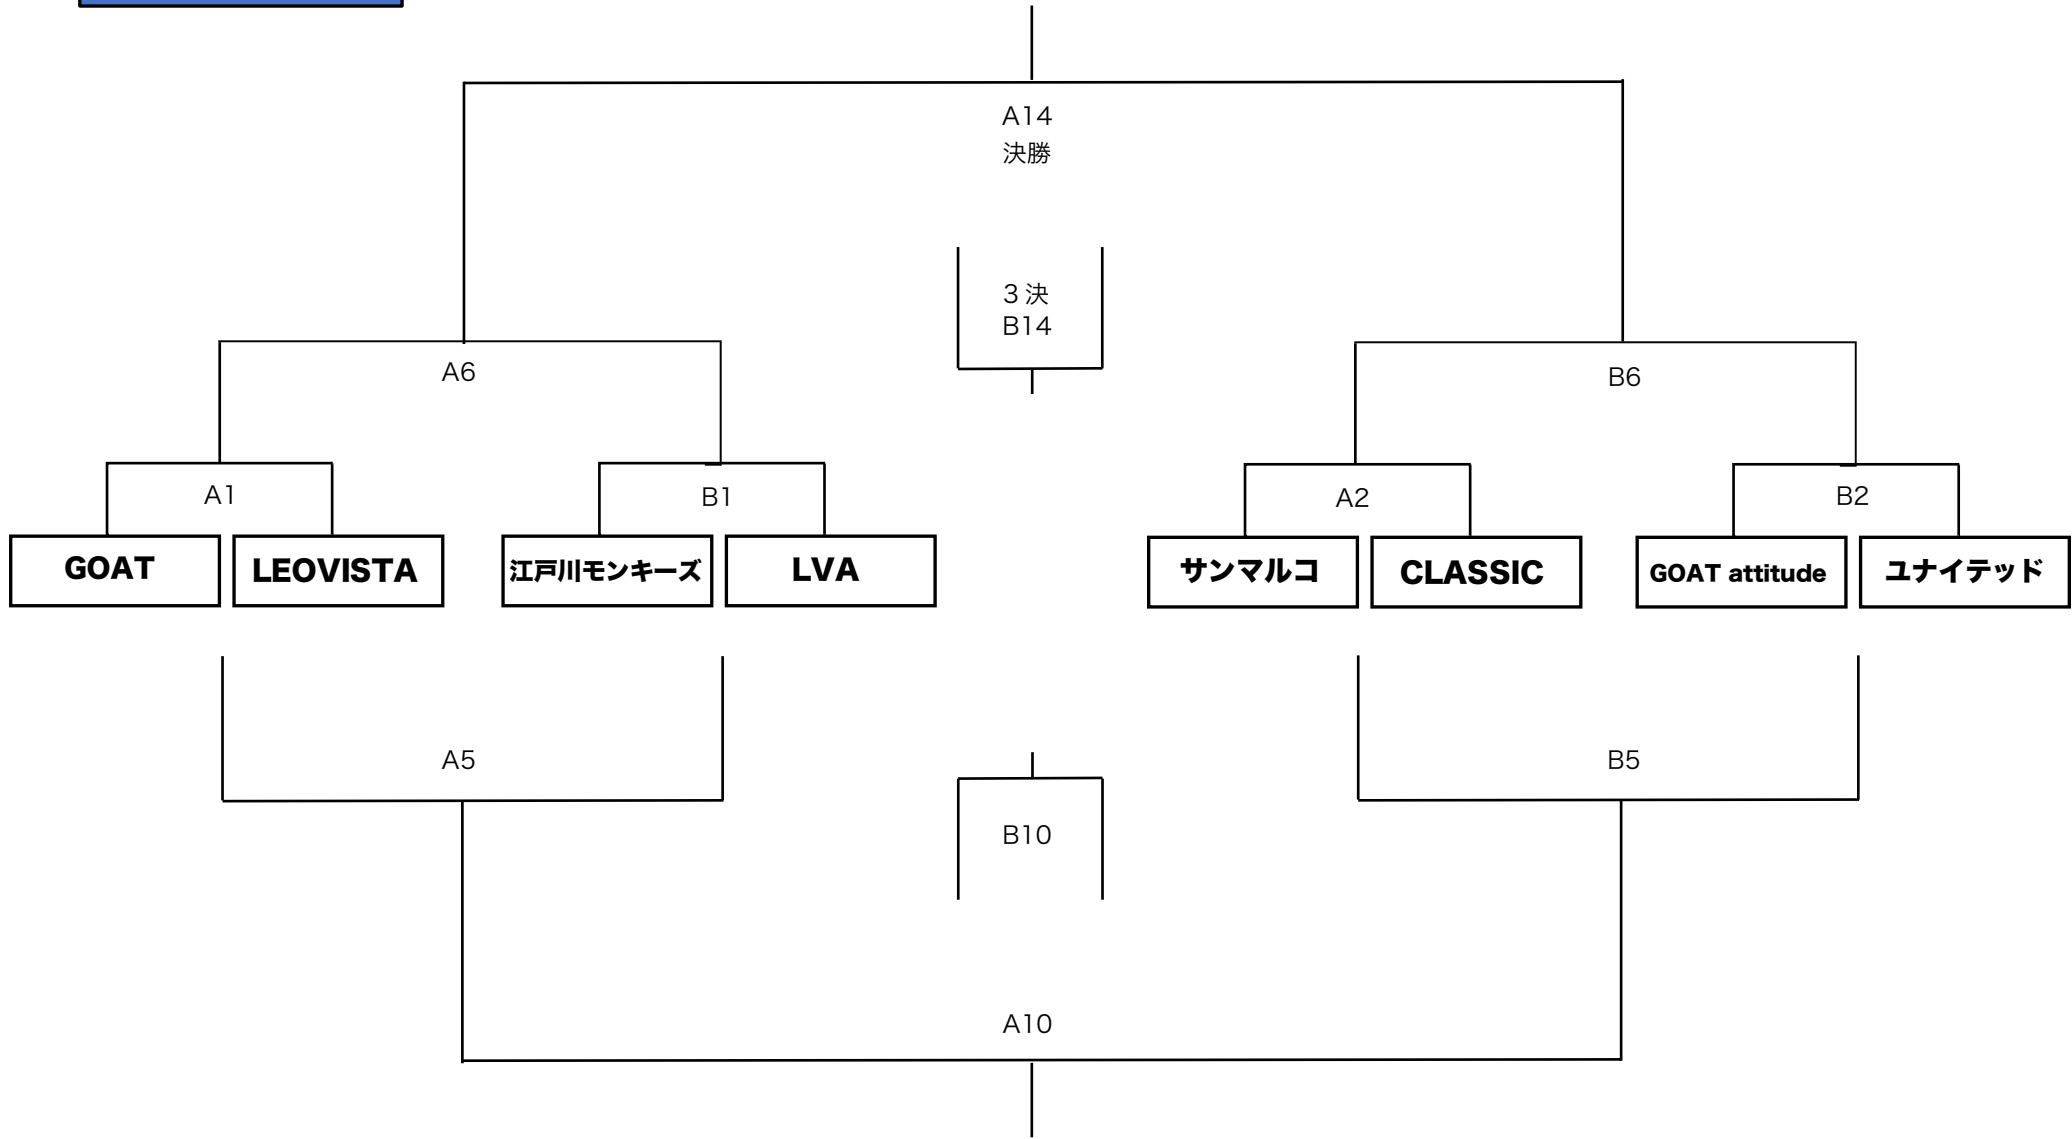 A14
決勝
3決
B14
A6
B6
A1
B1
A2
B2
GOAT
LEOVISTA
江戸川モンキーズ
LVA
サンマルコ
CLASSIC
GOAT attitude
ユナイテッド
A5
B5
B10
A10